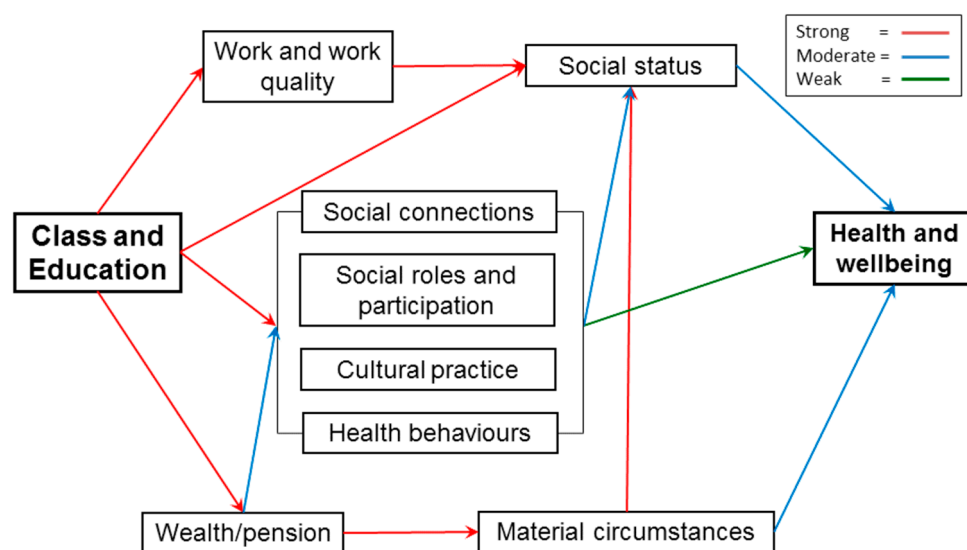 Strong =
Moderate =
Weak =
Work and work
quality
Social status
Social connections
Class and
Education
Social roles and
participation
Health and
wellbeing
Cultural practice
Health behaviours
Wealth/pension
Material circumstances